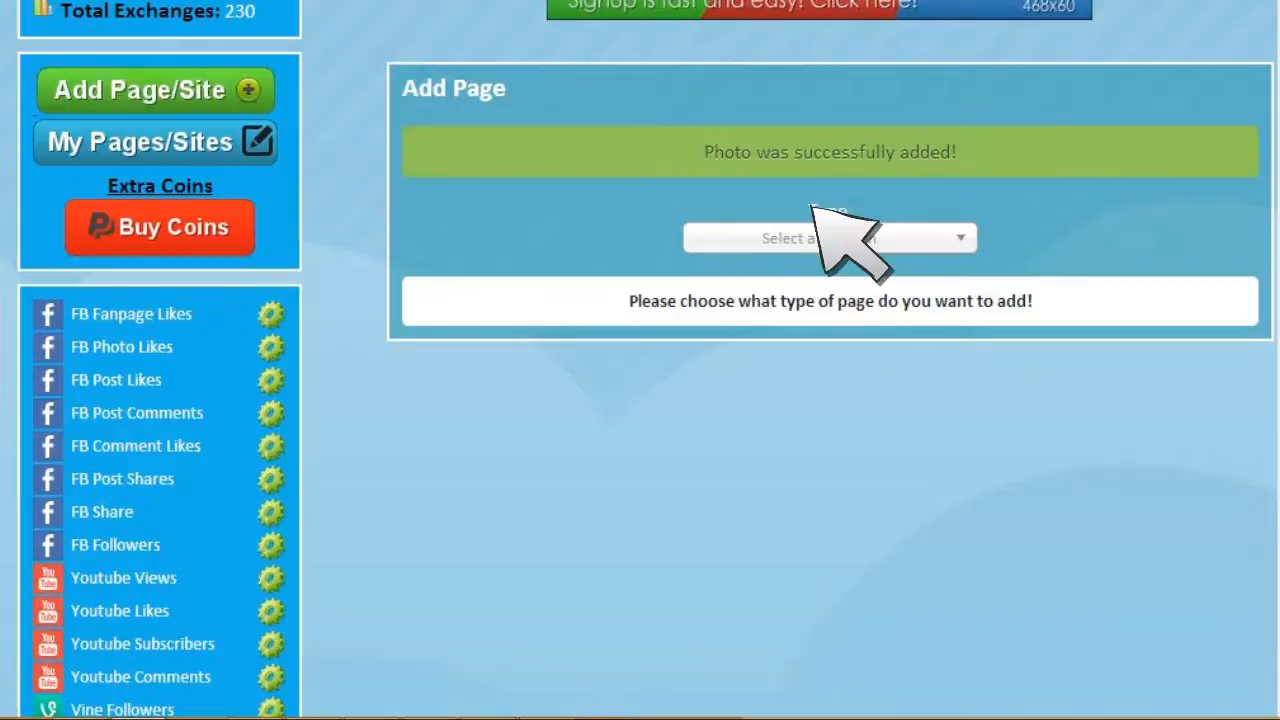 Total Exchanges: 230
Signup is fast and easy! Click here!
468x60
Add Page/Site
My Pages/Sites
Extra Coins
Buy Coins
Add Page
Photo was successfully added!
Select
Please choose what type of page do you want to add!
FB Fanpage Likes
FB Photo Likes
FB Post Likes
FB Post Comments
FB Comment Likes
FB Post Shares
FB Share
FB Followers
Youtube Views
Youtube Likes
Youtube Subscribers
Youtube Comments
Vine Followers